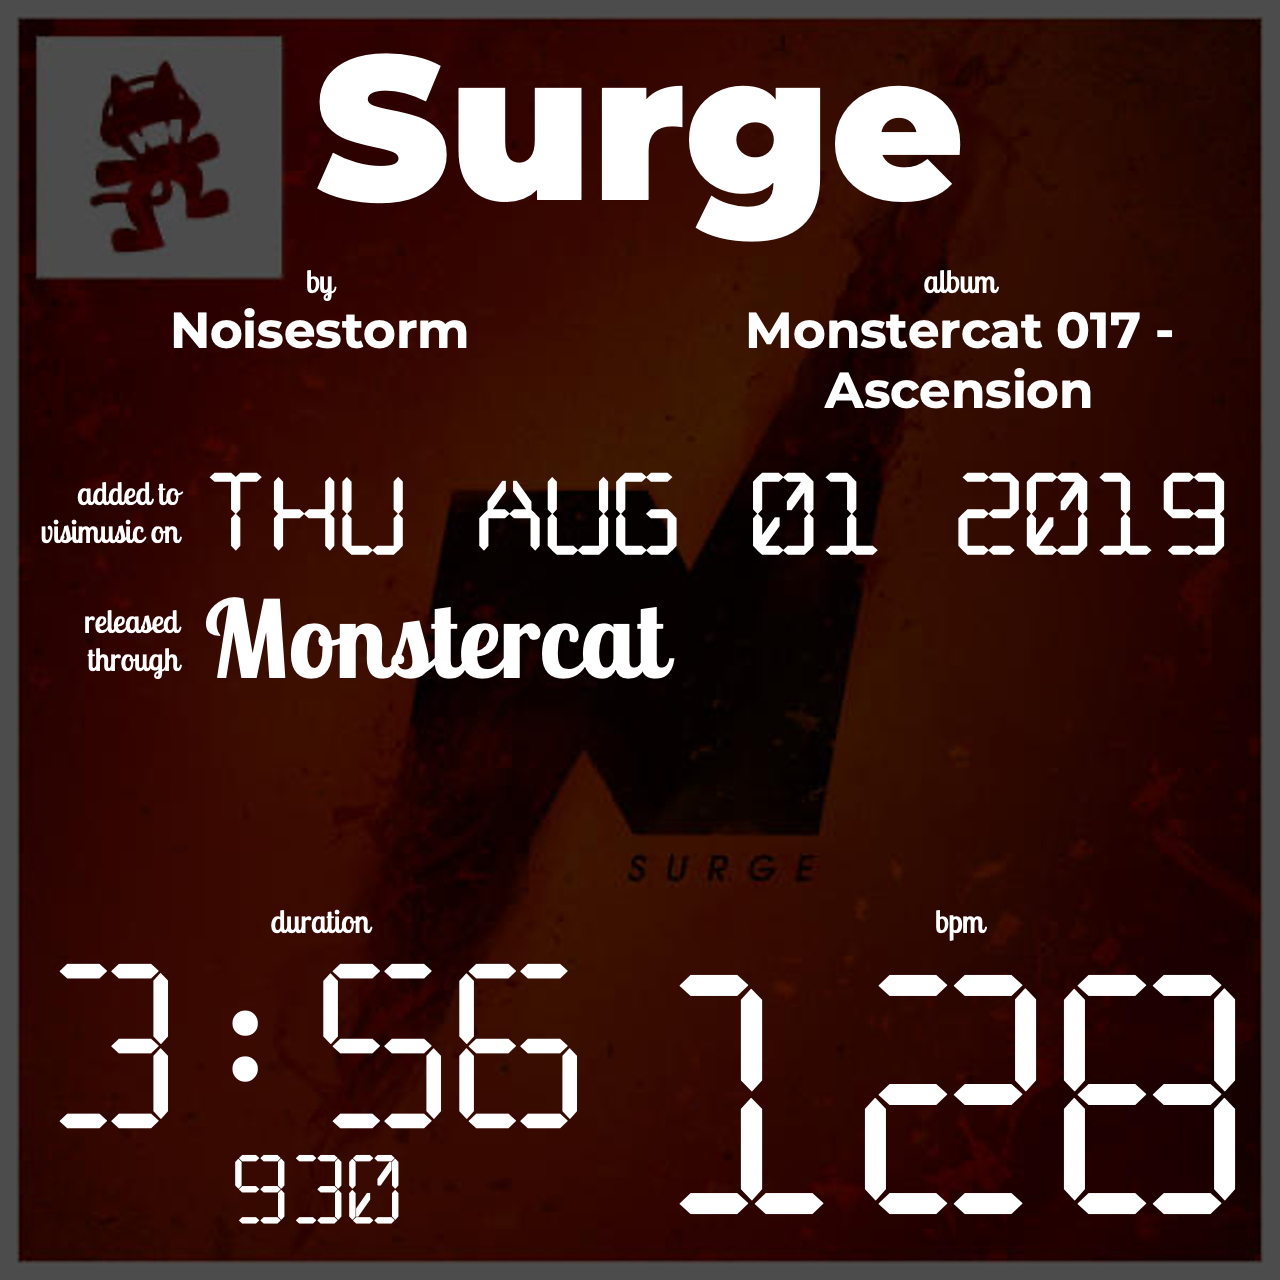 Surge
by
Noisestorm
album
Monstercat 017 -
Ascension
added to
visimusic on
THU AUG 01 2019
released
through
Monstercat
SURGE
duration
3:56
930
bpm
128